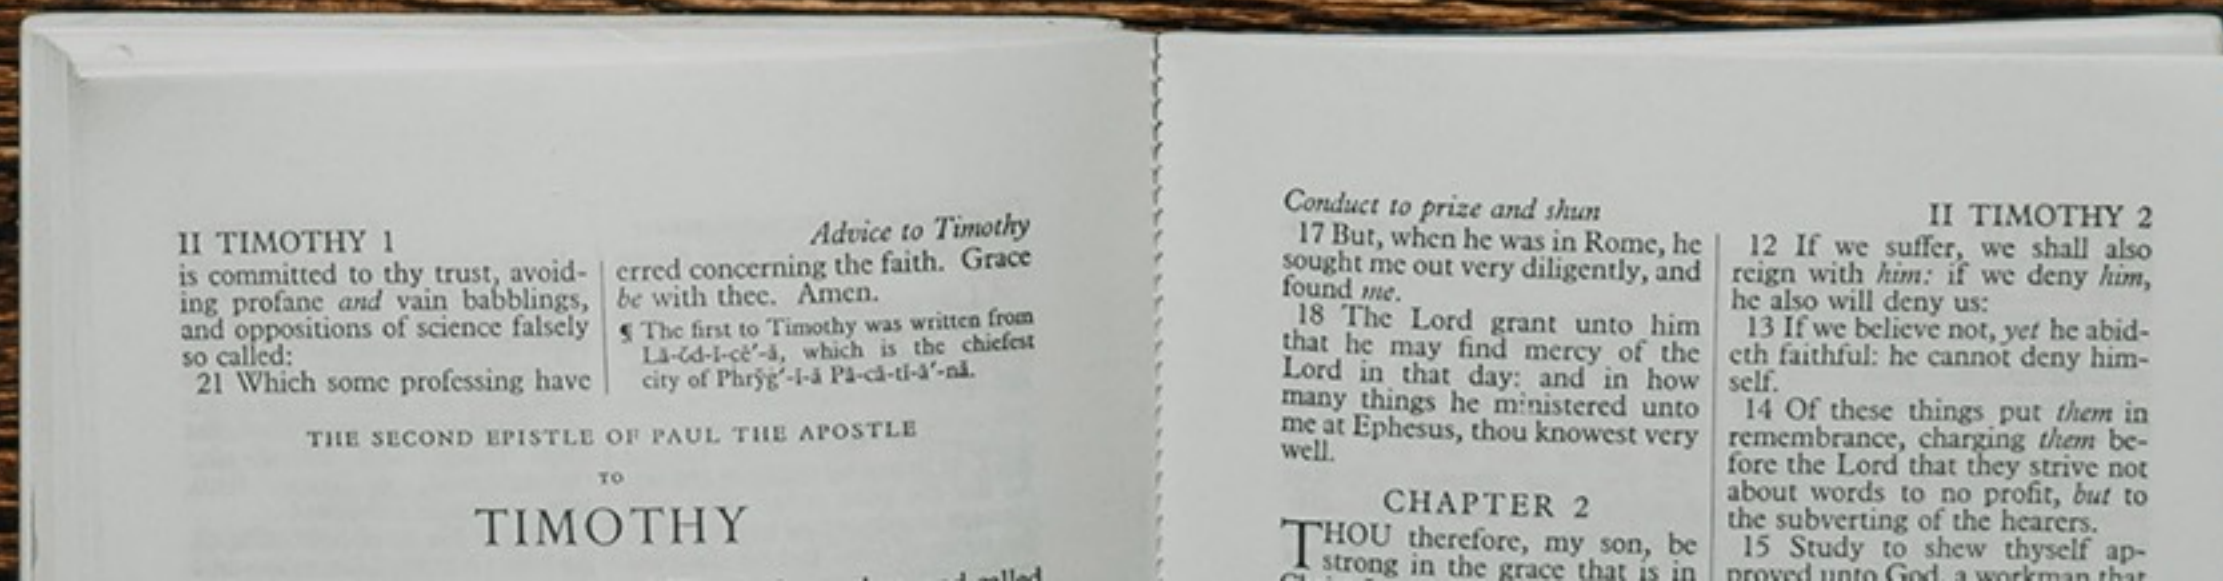 II TIMOTHY 1
Advice to Timothy
is committed to thy trust, avoid-
ing profane and vain babblings,
and oppositions of science falsely
so called:
21 Which some professing have
erred concerning the faith. Grace
be with thee. Amen.
¶ The first to Timothy was written from
Lā-ŏd-ĭ-cē′-ă, which is the chiefest
city of Phrўg′-ĭ-ă Pă-că-tĭ-ā′-nă.
THE SECOND EPISTLE OF PAUL THE APOSTLE
TO
TIMOTHY
called
Conduct to prize and shun
II TIMOTHY 2
17 But, when he was in Rome, he
sought me out very diligently, and
found me.
18 The Lord grant unto him
that he may find mercy of the
Lord in that day: and in how
many things he ministered unto
me at Ephesus, thou knowest very
well.
CHAPTER 2
THOU therefore, my son, be
strong in the grace that is in
12 If we suffer, we shall also
reign with him: if we deny him,
he also will deny us:
13 If we believe not, yet he abid-
eth faithful: he cannot deny him-
self.
14 Of these things put them in
remembrance, charging them be-
fore the Lord that they strive not
about words to no profit, but to
the subverting of the hearers.
15 Study to shew thyself ap-
proved unto God, a workman that